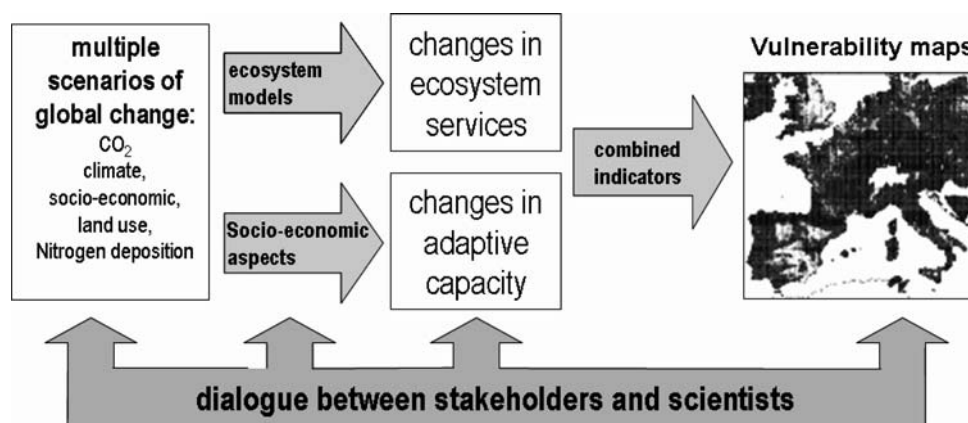 multiple
scenarios of
global change:
CO₂
climate,
socio-economic,
land use,
Nitrogen deposition
ecosystem
models
Socio-economic
aspects
changes in
ecosystem
services
changes in
adaptive
capacity
combined
indicators
Vulnerability maps
dialogue between stakeholders and scientists